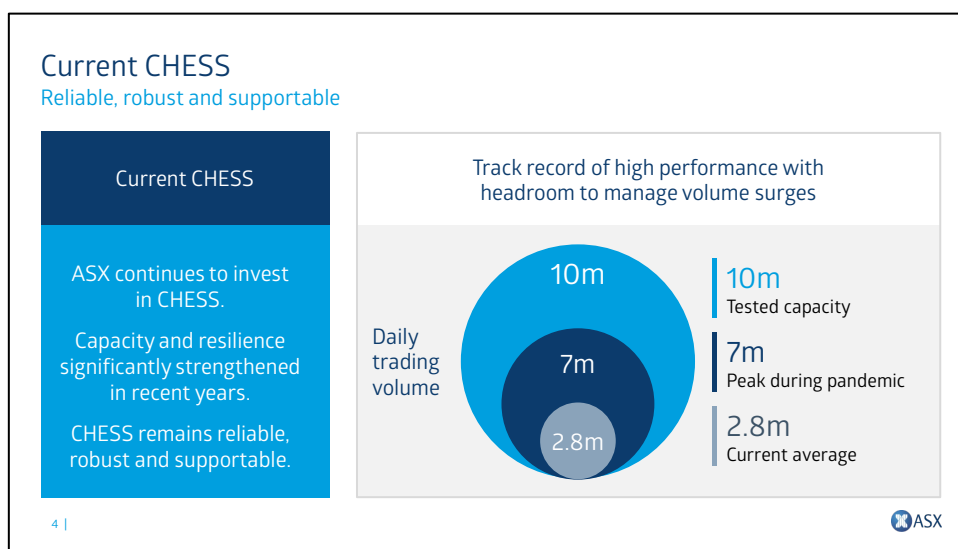 Current CHESS
Reliable, robust and supportable
Current CHESS
ASX continues to invest
in CHESS.
Capacity and resilience
significantly strengthened
in recent years.
CHESS remains reliable,
robust and supportable.
Track record of high performance with
headroom to manage volume surges
Daily
trading
volume
10m
7m
2.8m
10m
Tested capacity
7m
Peak during pandemic
2.8m
Current average
4 |
ASX